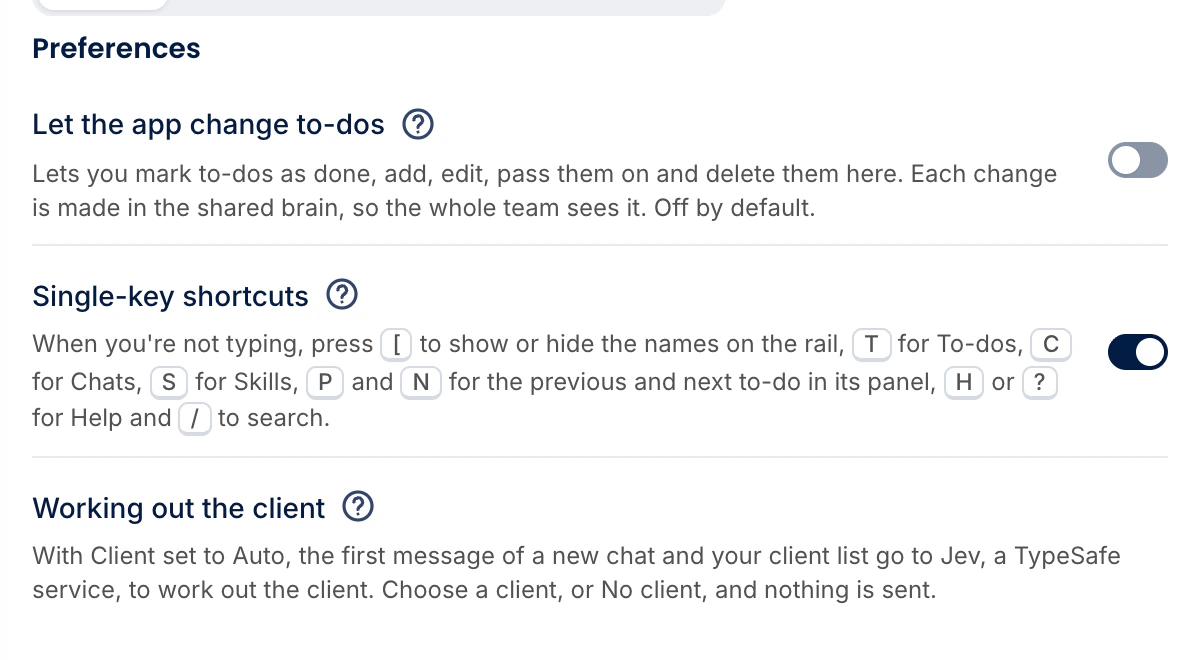 Preferences
Let the app change to-dos ?
Lets you mark to-dos as done, add, edit, pass them on and delete them here. Each change
is made in the shared brain, so the whole team sees it. Off by default.
Single-key shortcuts ?
When you're not typing, press [ to show or hide the names on the rail, T for To-dos, C
for Chats, S for Skills, P and N for the previous and next to-do in its panel, H or ?
for Help and / to search.
Working out the client ?
With Client set to Auto, the first message of a new chat and your client list go to Jev, a TypeSafe
service, to work out the client. Choose a client, or No client, and nothing is sent.